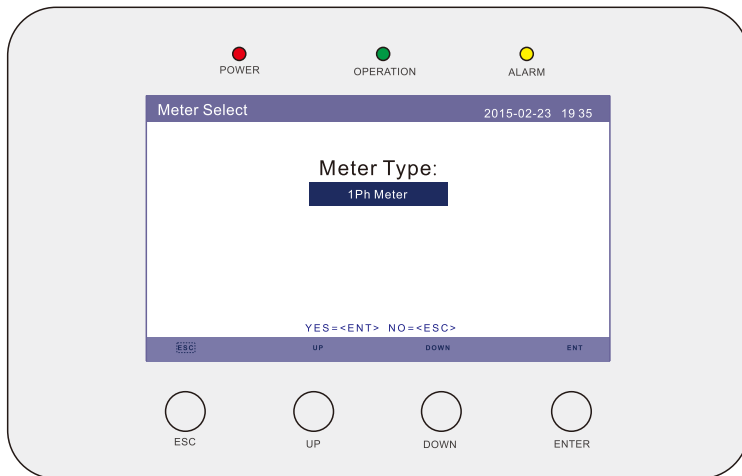 POWER OPERATION ALARM
Meter Select 2015-02-23 19 35
Meter Type:
1Ph Meter
YES=<ENT> NO=<ESC>
ESC UP DOWN ENT
ESC UP DOWN ENTER